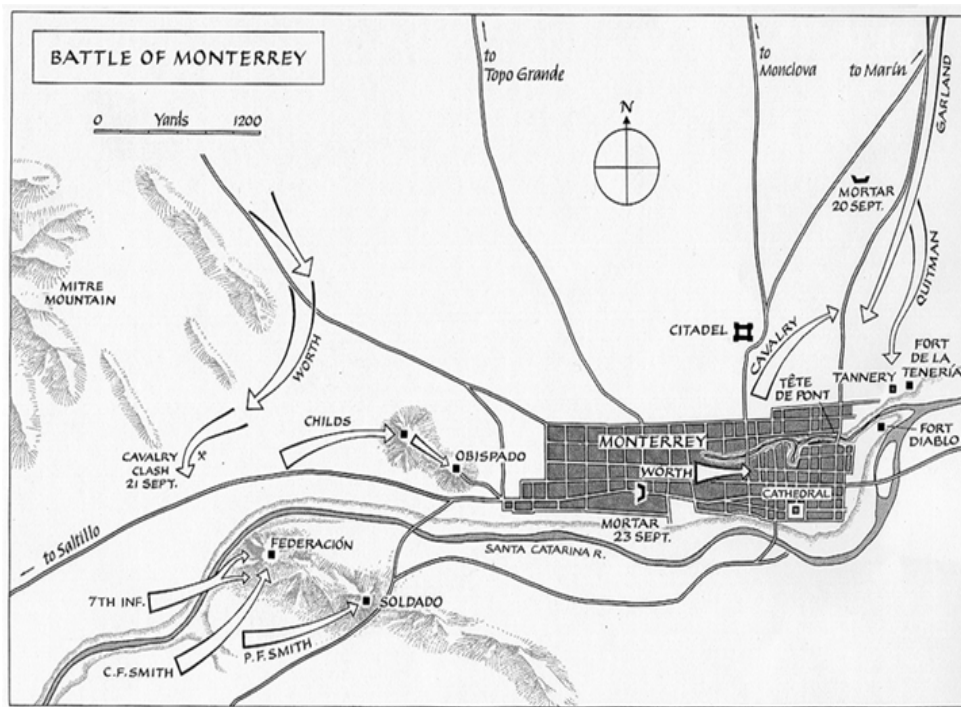 BATTLE OF MONTERREY
0 Yards 1200
to
Topo Grande
to
Monclova
to Marín
GARLAND
N
MORTAR
20 SEPT.
MITRE
MOUNTAIN
WORTH
QUITMAN
CITADEL
CAVALRY
FORT
DE LA
TENERÍA
TANNERY
TÊTE
DE PONT
CHILDS
CAVALRY
CLASH
21 SEPT.
OBISPADO
MONTERREY
FORT
DIABLO
WORTH
CATHEDRAL
to Saltillo
MORTAR
23 SEPT.
SANTA CATARINA R.
FEDERACIÓN
7TH INF.
SOLDADO
P.F. SMITH
C.F. SMITH